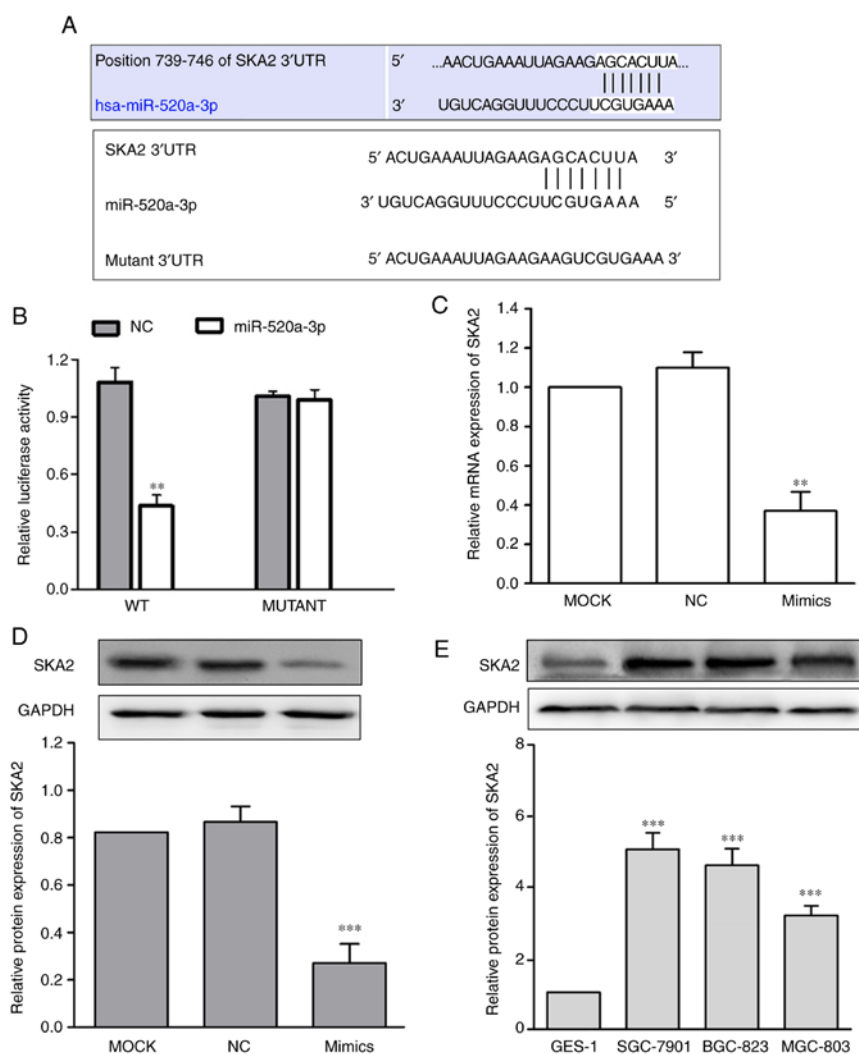 A
Position 739-746 of SKA2 3′UTR 5′ ...AACUGAAAUUAGAAGAGCACUUA...
hsa-miR-520a-3p 3′ UGUCAGGUUUCCCUUCGUGAAA
SKA2 3′UTR 5′ ACUGAAAUUAGAAGAGCACUUA 3′
miR-520a-3p 3′ UGUCAGGUUUCCCUUCGUGAAA 5′
Mutant 3′UTR 5′ ACUGAAAUUAGAAGAAGUCGUGAAA 3′
B
NC miR-520a-3p
Relative luciferase activity
1.2
0.9
0.6
0.3
0.0
**
WT MUTANT
C
Relative mRNA expression of SKA2
1.4
1.2
1.0
0.8
0.6
0.4
0.2
0.0
**
MOCK NC Mimics
D
SKA2
GAPDH
Relative protein expression of SKA2
1.2
1.0
0.8
0.6
0.4
0.2
0.0
***
MOCK NC Mimics
E
SKA2
GAPDH
Relative protein expression of SKA2
8
6
4
2
0
***
***
***
GES-1 SGC-7901 BGC-823 MGC-803